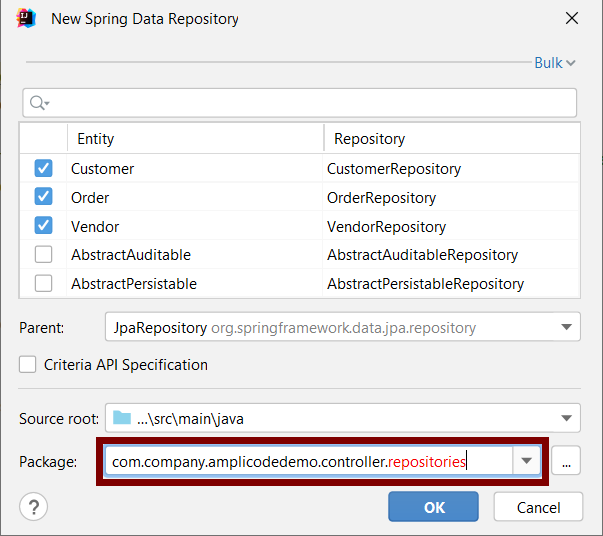 New Spring Data Repository
Bulk
Entity Repository
Customer CustomerRepository
Order OrderRepository
Vendor VendorRepository
AbstractAuditable AbstractAuditableRepository
AbstractPersistable AbstractPersistableRepository
Parent: JpaRepository org.springframework.data.jpa.repository
Criteria API Specification
Source root: ...\src\main\java
Package: com.company.amplicodedemo.controller.repositories ...
? OK Cancel